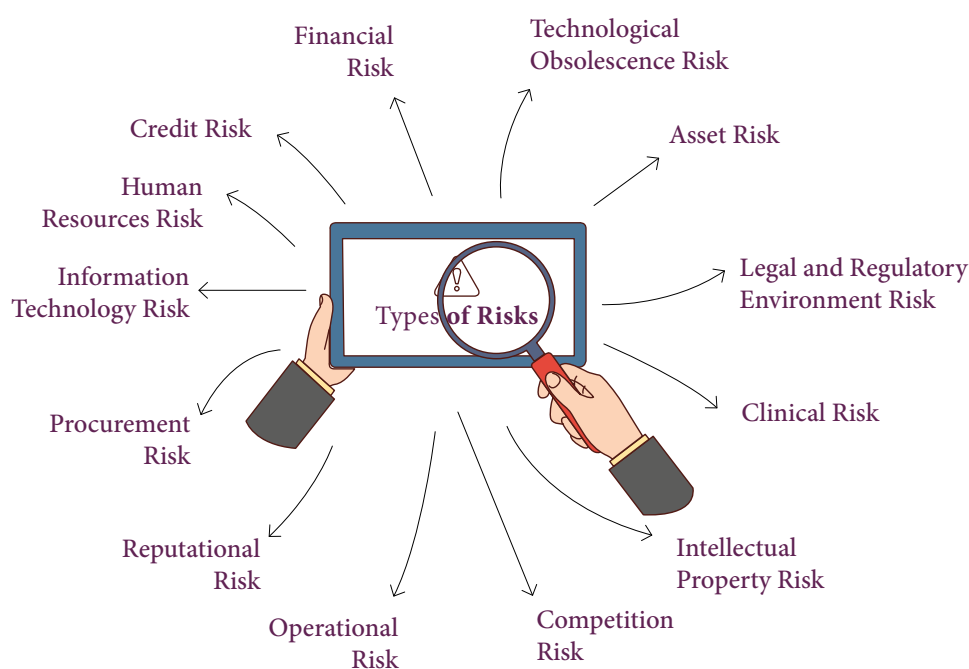 Financial
Risk
Technological
Obsolescence Risk
Credit Risk
Asset Risk
Human
Resources Risk
Information
Technology Risk
Legal and Regulatory
Environment Risk
Types of Risks
Procurement
Risk
Clinical Risk
Reputational
Risk
Intellectual
Property Risk
Operational
Risk
Competition
Risk